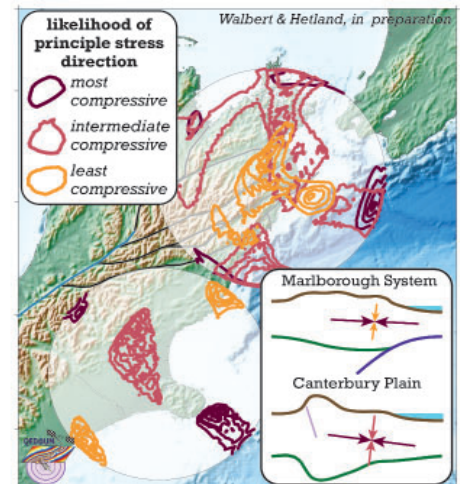 Walbert & Hetland, in preparation
likelihood of
principle stress
direction
most
compressive
intermediate
compressive
least
compressive
Marlborough System
Canterbury Plain